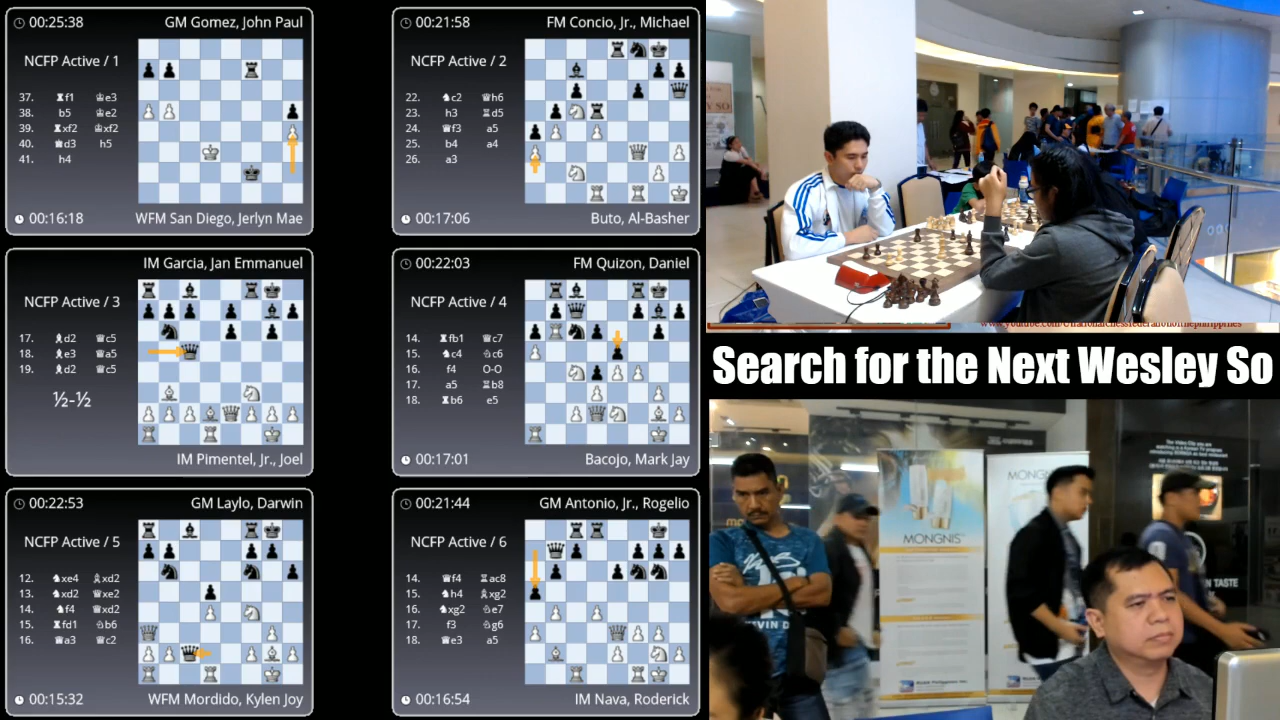 00:25:38 GM Gomez, John Paul
NCFP Active / 1
37. ♜f1 ♔e3
38. b5 ♔e2
39. ♜xf2 ♔xf2
40. ♛d3 h5
41. h4
00:16:18 WFM San Diego, Jerlyn Mae
00:21:58 FM Concio, Jr., Michael
NCFP Active / 2
22. ♞c2 ♕h6
23. h3 ♖d5
24. ♛f3 a5
25. b4 a4
26. a3
00:17:06 Buto, Al-Basher
IM Garcia, Jan Emmanuel
NCFP Active / 3
17. ♝d2 ♕c5
18. ♝e3 ♕a5
19. ♝d2 ♕c5
½-½
IM Pimentel, Jr., Joel
00:22:03 FM Quizon, Daniel
NCFP Active / 4
14. ♜fb1 ♕c7
15. ♞c4 ♘c6
16. f4 O-O
17. a5 ♖b8
18. ♜b6 e5
00:17:01 Bacojo, Mark Jay
00:22:53 GM Laylo, Darwin
NCFP Active / 5
12. ♞xe4 ♗xd2
13. ♞xd2 ♕xe2
14. ♞f4 ♕xd2
15. ♜fd1 ♘b6
16. ♛a3 ♕c2
00:15:32 WFM Mordido, Kylen Joy
00:21:44 GM Antonio, Jr., Rogelio
NCFP Active / 6
14. ♛f4 ♖ac8
15. ♞h4 ♗xg2
16. ♞xg2 ♘e7
17. f3 ♘g6
18. ♛e3 a5
00:16:54 IM Nava, Roderick
Search for the Next Wesley So
MONGNIS
MONG
TASTE